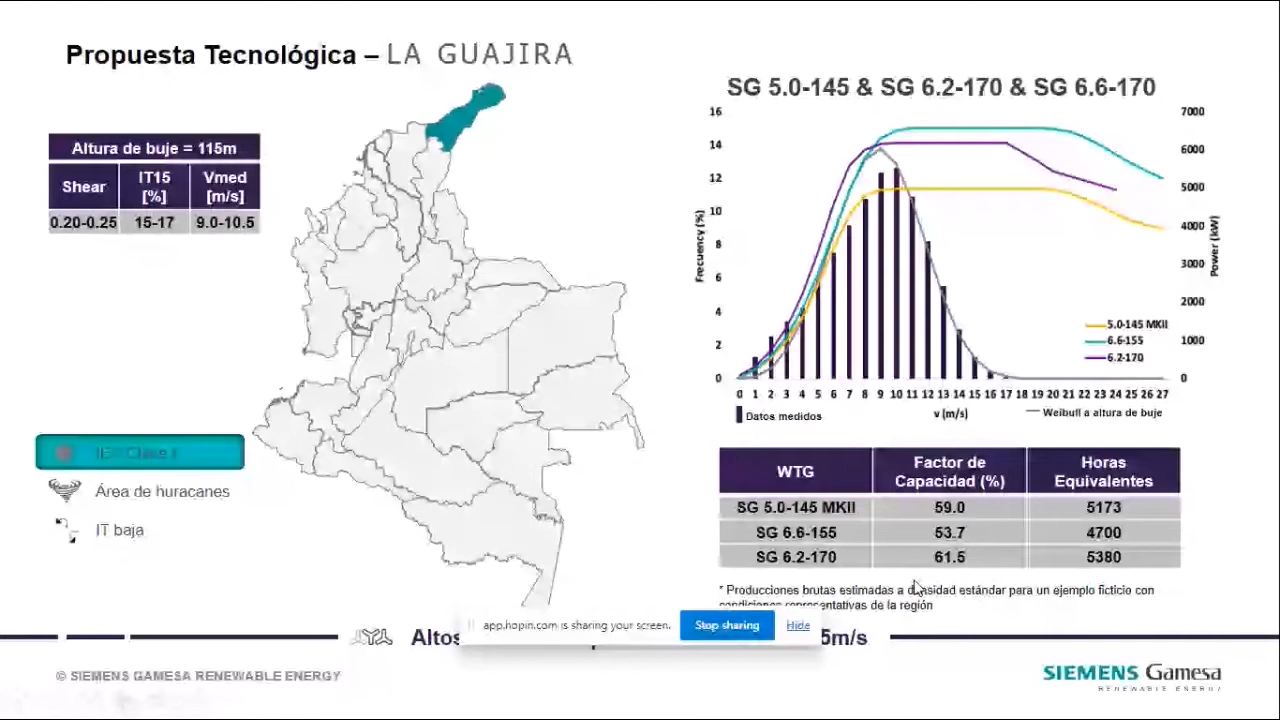 Propuesta Tecnológica – LA GUAJIRA
Altura de buje = 115m
Shear IT15 [%] Vmed [m/s]
0.20-0.25 15-17 9.0-10.5
Área de huracanes
IT baja
SG 5.0-145 & SG 6.2-170 & SG 6.6-170
16
14
12
10
8
6
4
2
0
Frecuency (%)
7000
6000
5000
4000
3000
2000
1000
0
Power (kW)
5.0-145 MKII
6.6-155
6.2-170
0 1 2 3 4 5 6 7 8 9 10 11 12 13 14 15 16 17 18 19 20 21 22 23 24 25 26 27
Datos medidos v (m/s) Weibull a altura de buje
WTG Factor de Capacidad (%) Horas Equivalentes
SG 5.0-145 MKII 59.0 5173
SG 6.6-155 53.7 4700
SG 6.2-170 61.5 5380
* Producciones brutas estimadas a densidad estándar para un ejemplo ficticio con
condiciones representativas de la región
app.hopin.com is sharing your screen. Stop sharing Hide
Altos 5m/s
© SIEMENS GAMESA RENEWABLE ENERGY
SIEMENS Gamesa
RENEWABLE ENERGY